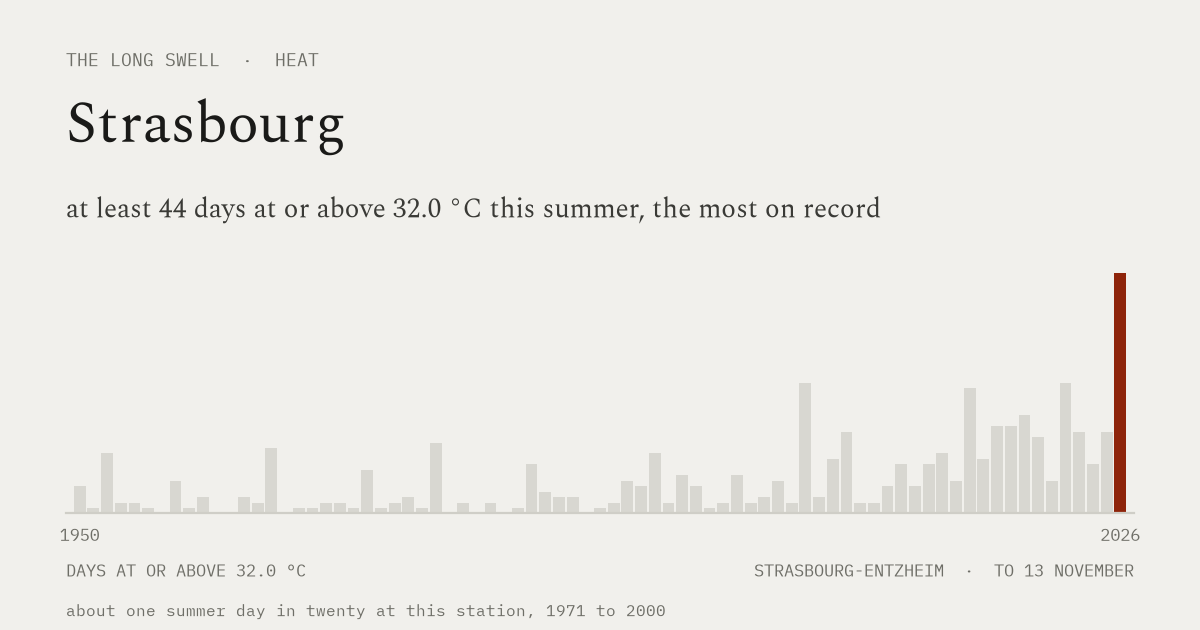 THE LONG SWELL · HEAT
Strasbourg
at least 44 days at or above 32.0 °C this summer, the most on record
1950
2026
DAYS AT OR ABOVE 32.0 °C
STRASBOURG-ENTZHEIM · TO 13 NOVEMBER
about one summer day in twenty at this station, 1971 to 2000